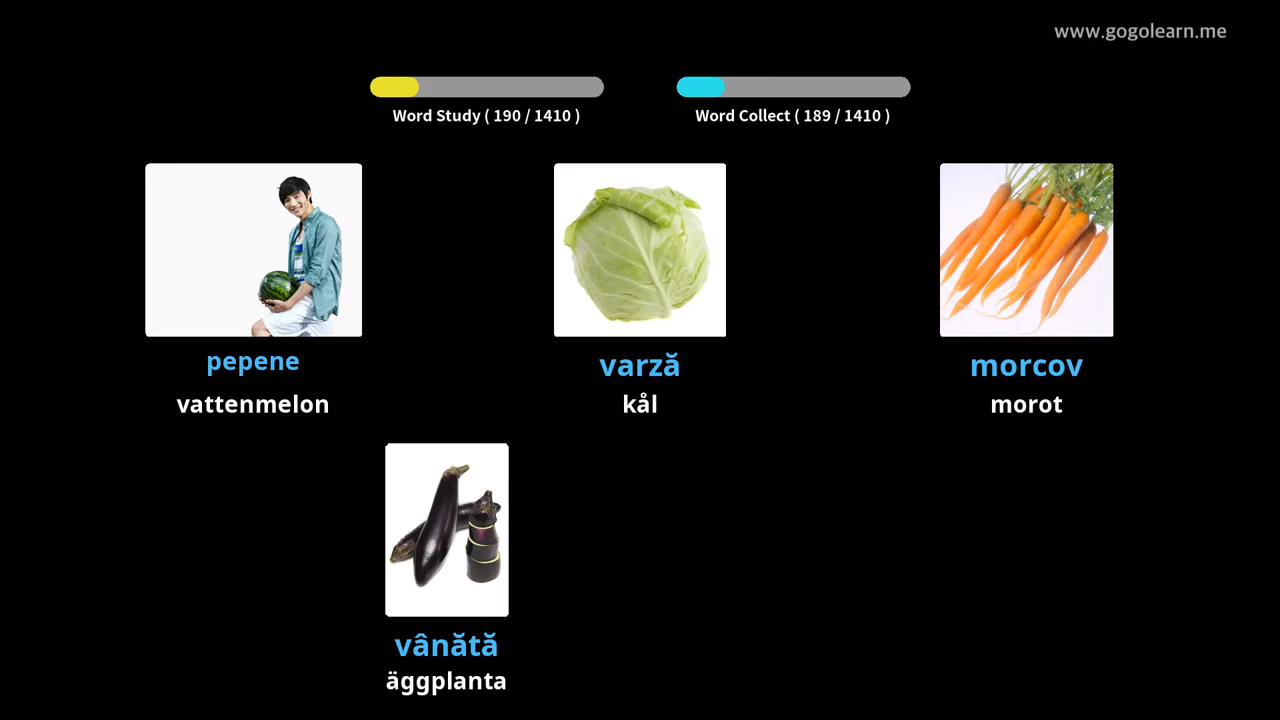 www.gogolearn.me
Word Study ( 190 / 1410 )
Word Collect ( 189 / 1410 )
pepene
varză
morcov
vattenmelon
kål
morot
vânătă
äggplanta